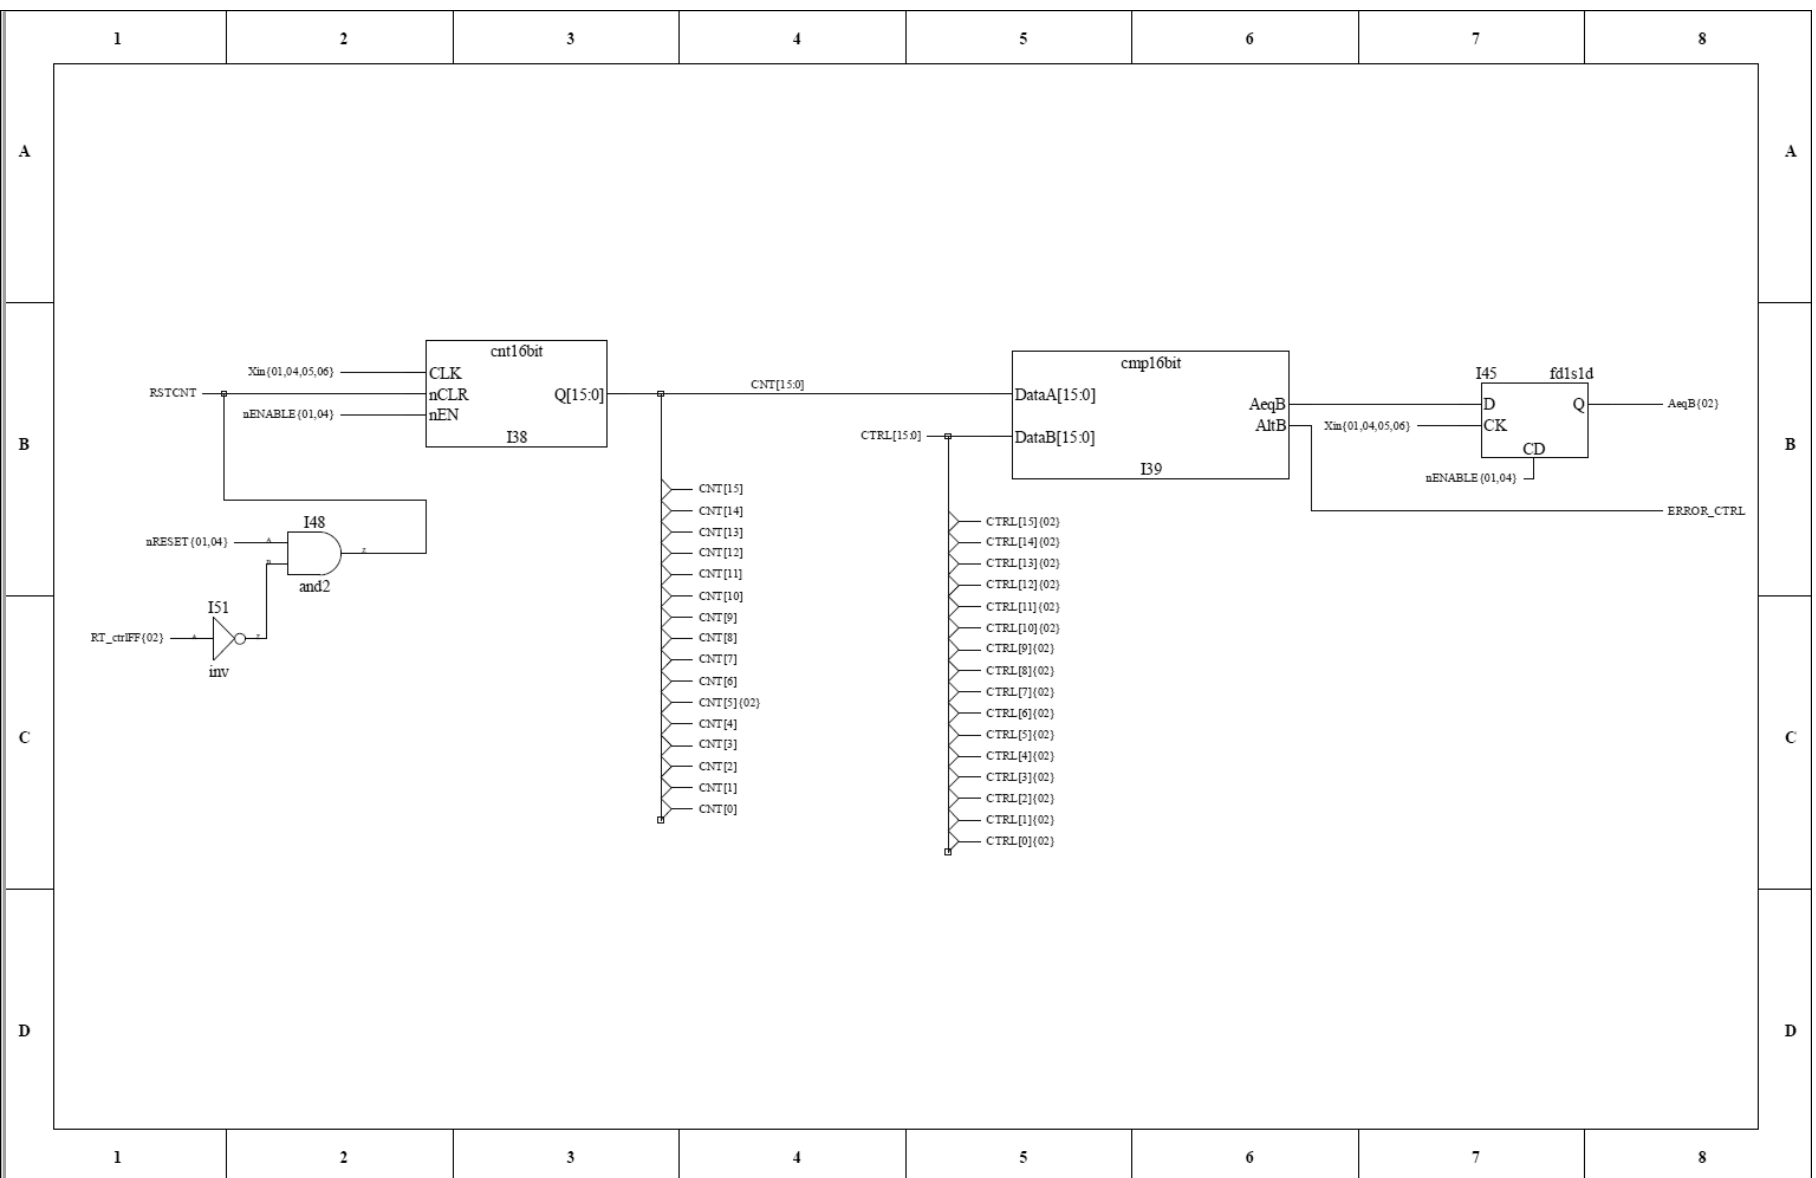 1 2 3 4 5 6 7 8
A A
cnt16bit
Xin{01,04,05,06} CLK
RSTCNT nCLR Q[15:0]
nENABLE{01,04} nEN
I38
CNT[15:0]
cmp16bit
DataA[15:0]
AeqB
AltB
CTRL[15:0] DataB[15:0]
I39
I45 fd1s1d
D Q AeqB{02}
Xin{01,04,05,06} CK
CD
nENABLE{01,04}
ERROR_CTRL
B B
I48
nRESET{01,04} A
B
Z
and2
I51
RT_ctrlFF{02} A Z
inv
CNT[15]
CNT[14]
CNT[13]
CNT[12]
CNT[11]
CNT[10]
CNT[9]
CNT[8]
CNT[7]
CNT[6]
CNT[5]{02}
CNT[4]
CNT[3]
CNT[2]
CNT[1]
CNT[0]
CTRL[15]{02}
CTRL[14]{02}
CTRL[13]{02}
CTRL[12]{02}
CTRL[11]{02}
CTRL[10]{02}
CTRL[9]{02}
CTRL[8]{02}
CTRL[7]{02}
CTRL[6]{02}
CTRL[5]{02}
CTRL[4]{02}
CTRL[3]{02}
CTRL[2]{02}
CTRL[1]{02}
CTRL[0]{02}
C C
D D
1 2 3 4 5 6 7 8